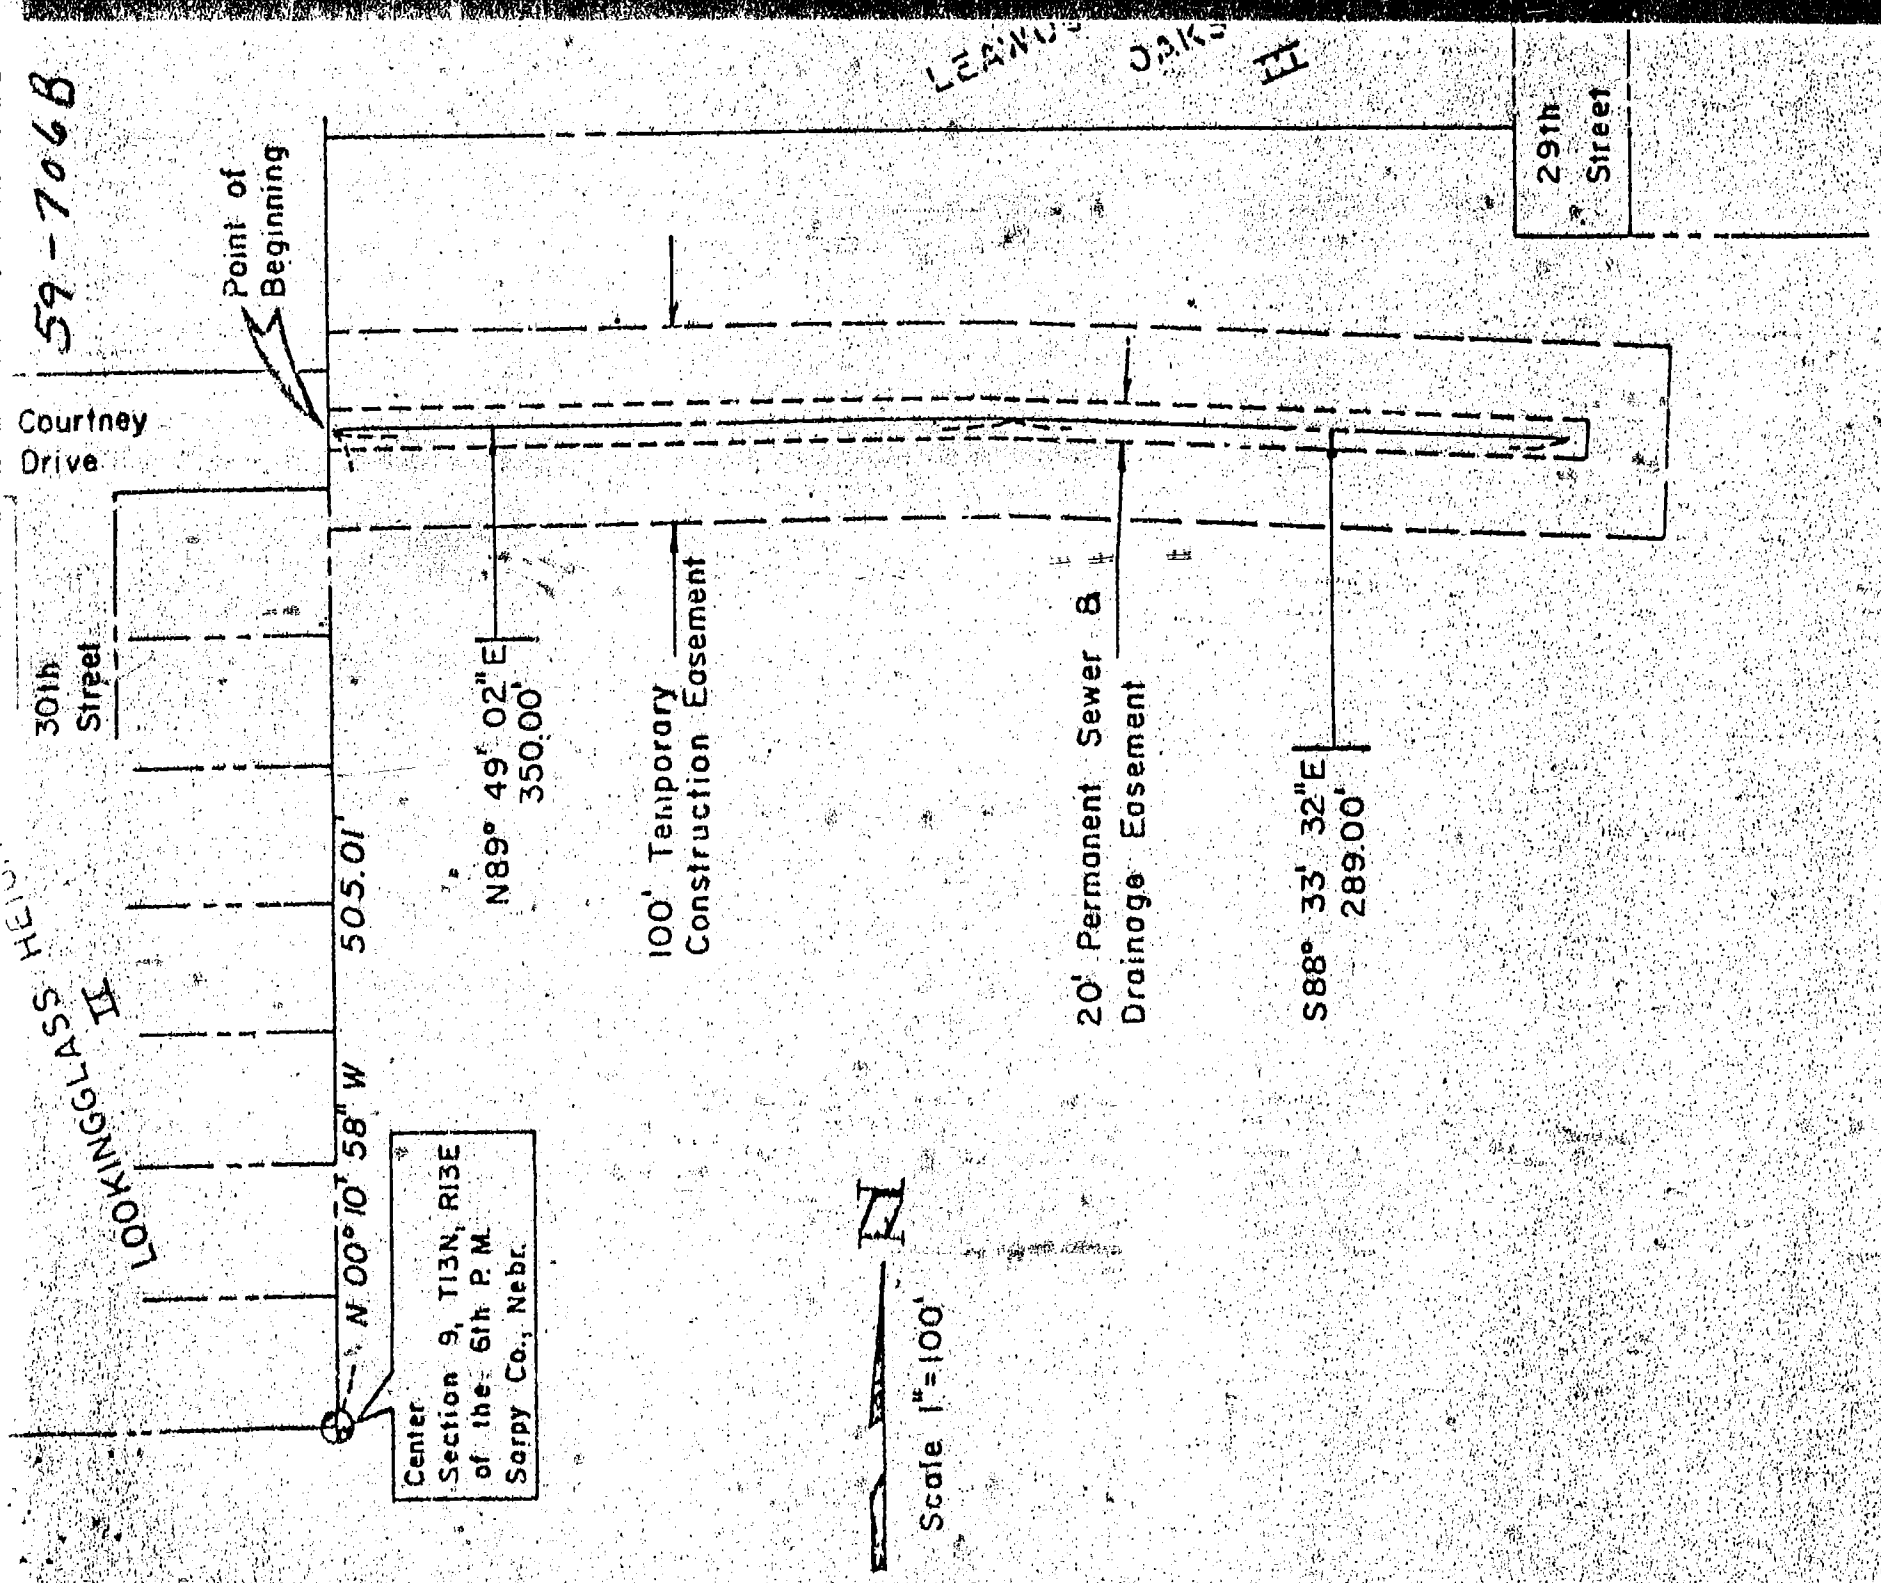 59-706B
OAKS
III
29th
Street
Point of
Beginning
Courtney
Drive
30th
Street
LOOKINGGLASS
II
N 00° 10' 58" W
505.01'
N89° 49' 02" E
350.00'
100' Temporary
Construction Easement
20' Permanent Sewer &
Drainage Easement
S88° 33' 32" E
289.00'
Center
Section 9, T13N, R13E
of the 6th P. M.
Sarpy Co., Nebr.
N
Scale 1"=100'